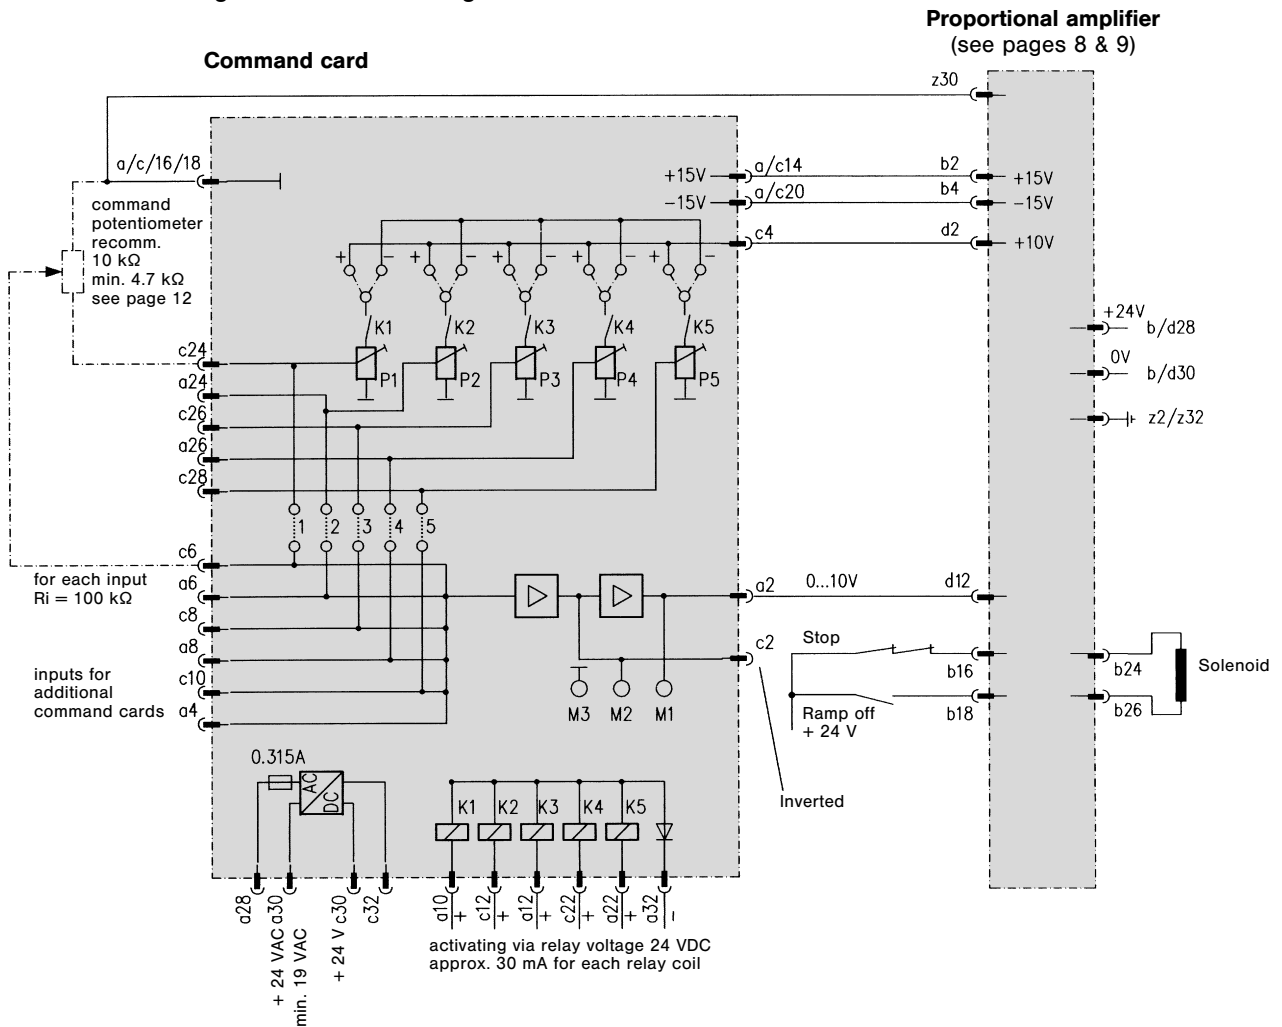 Proportional amplifier
(see pages 8 & 9)
Command card
z30
a/c/16/18
command
potentiometer
recomm.
10 kΩ
min. 4.7 kΩ
see page 12
+15V
a/c14
b2
+15V
−15V
a/c20
b4
−15V
c4
d2
+10V
+ − + − + − + − + −
K1 K2 K3 K4 K5
P1 P2 P3 P4 P5
+24V
b/d28
0V
b/d30
z2/z32
c24
a24
c26
a26
c28
1 2 3 4 5
c6
for each input
Ri = 100 kΩ
a6
c8
a8
c10
a4
inputs for
additional
command cards
a2
0...10V
d12
c2
Stop
b16
b24
Solenoid
M3 M2 M1
Ramp off
+ 24 V
b18
b26
Inverted
0.315A
AC
DC
K1 K2 K3 K4 K5
a28
a30
+ 24 VAC
min. 19 VAC
c30
+ 24 V
c32
a10 +
c12 +
a12 +
c22 +
a22 +
a32 −
activating via relay voltage 24 VDC
approx. 30 mA for each relay coil